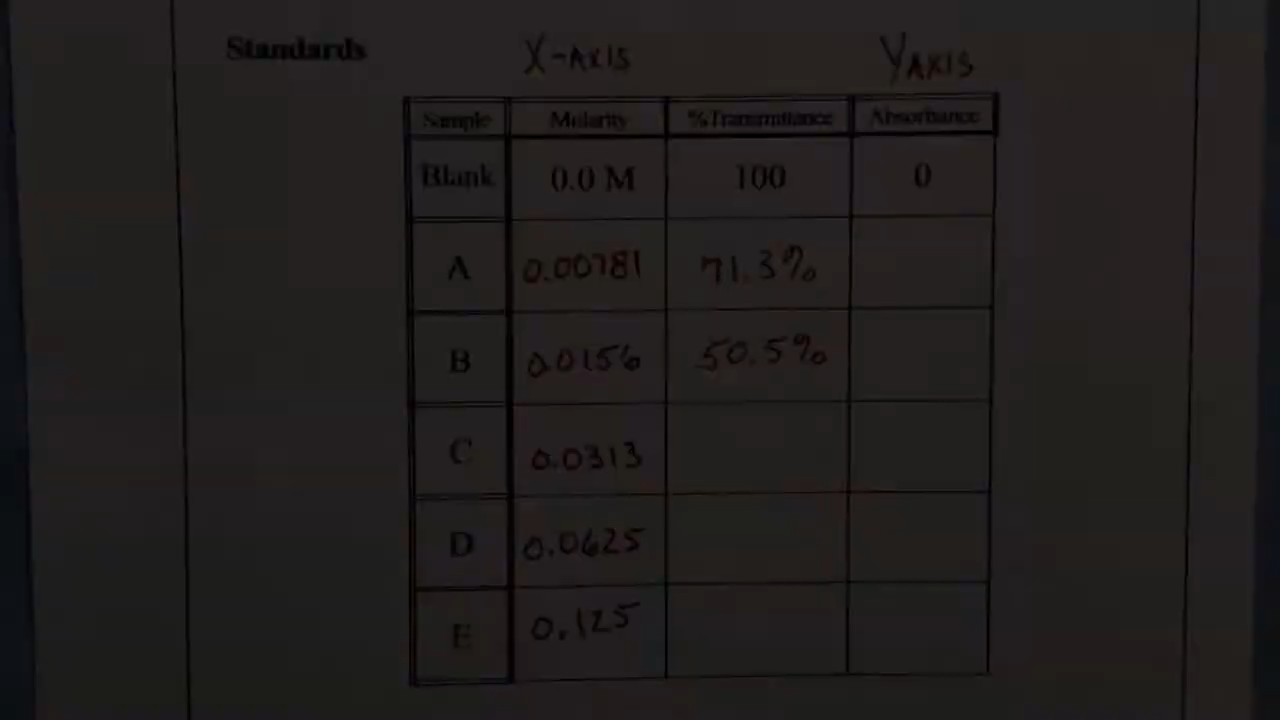 Standards X-AXIS YAXIS
Sample Molarity %Transmittance Absorbance
Blank 0.0 M 100 0
A 0.00781 71.3%
B 0.0156 50.5%
C 0.0313
D 0.0625
E 0.125